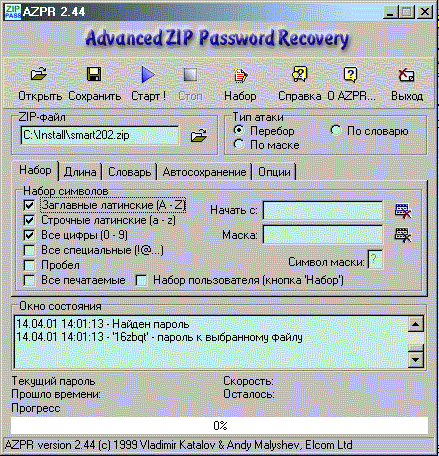 ZIP PASS AZPR 2.44
Advanced ZIP Password Recovery
Открыть Сохранить Старт ! Стоп Набор Справка О AZPR... Выход
ZIP-файл
C:\Install\smart202.zip
Тип атаки
Перебор По словарю
По маске
Набор Длина Словарь Автосохранение Опции
Набор символов
Заглавные латинские (A - Z)
Строчные латинские (a - z)
Все цифры (0 - 9)
Все специальные (!@...)
Пробел
Все печатаемые Набор пользователя (кнопка 'Набор')
Начать с:
Маска:
Символ маски: ?
Окно состояния
14.04.01 14:01:13 - Найден пароль
14.04.01 14:01:13 - '16zbqt' - пароль к выбранному файлу
Текущий пароль Скорость:
Прошло времени: Осталось:
Прогресс
0%
AZPR version 2.44 (c) 1999 Vladimir Katalov & Andy Malyshev, Elcom Ltd